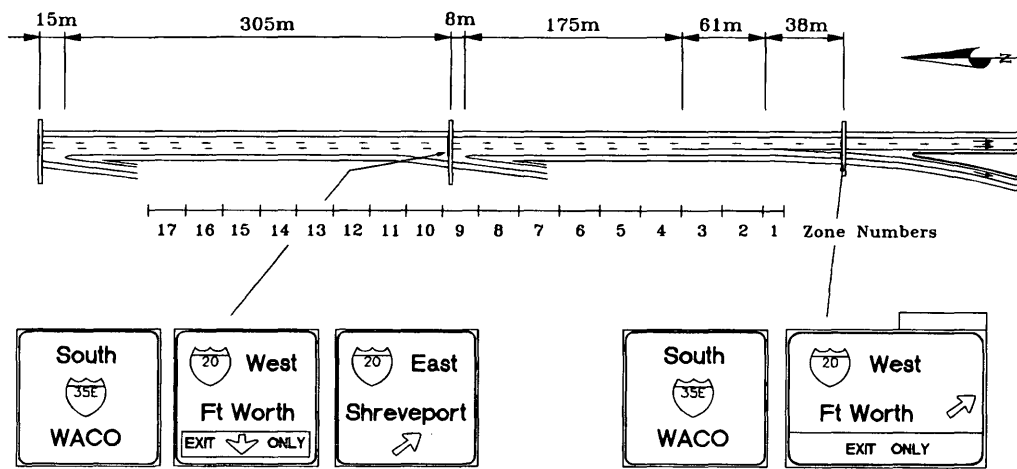 15m 305m 8m 175m 61m 38m
N
17 16 15 14 13 12 11 10 9 8 7 6 5 4 3 2 1 Zone Numbers
South
35E
WACO
20 West
Ft Worth
EXIT ONLY
20 East
Shreveport
South
35E
WACO
20 West
Ft Worth
EXIT ONLY